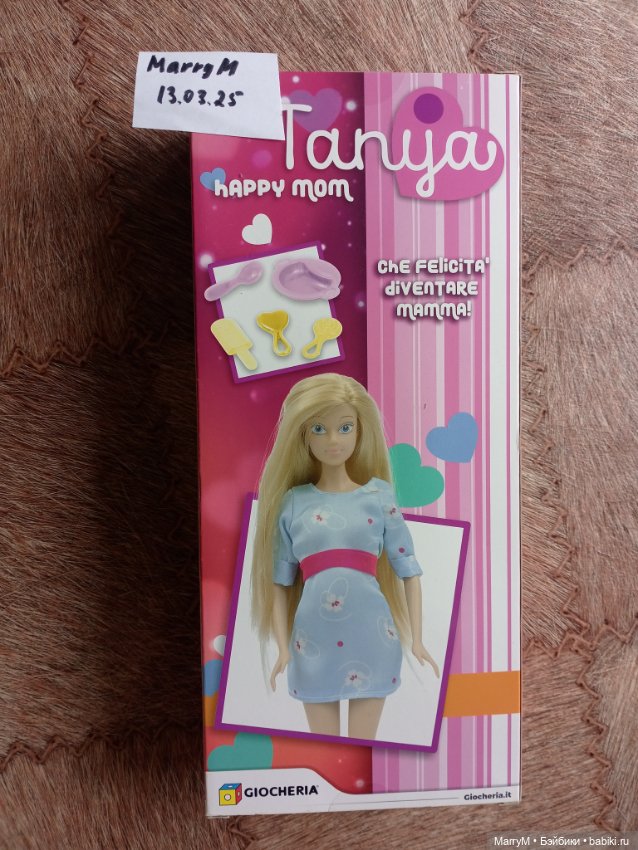 MarryM
13.03.25
Tanya
HAPPY MOM
CHE FELICITA'
DIVENTARE
MAMMA!
GIOCHERIA
Giocheria.it
MarryM • Бэйбики • babiki.ru